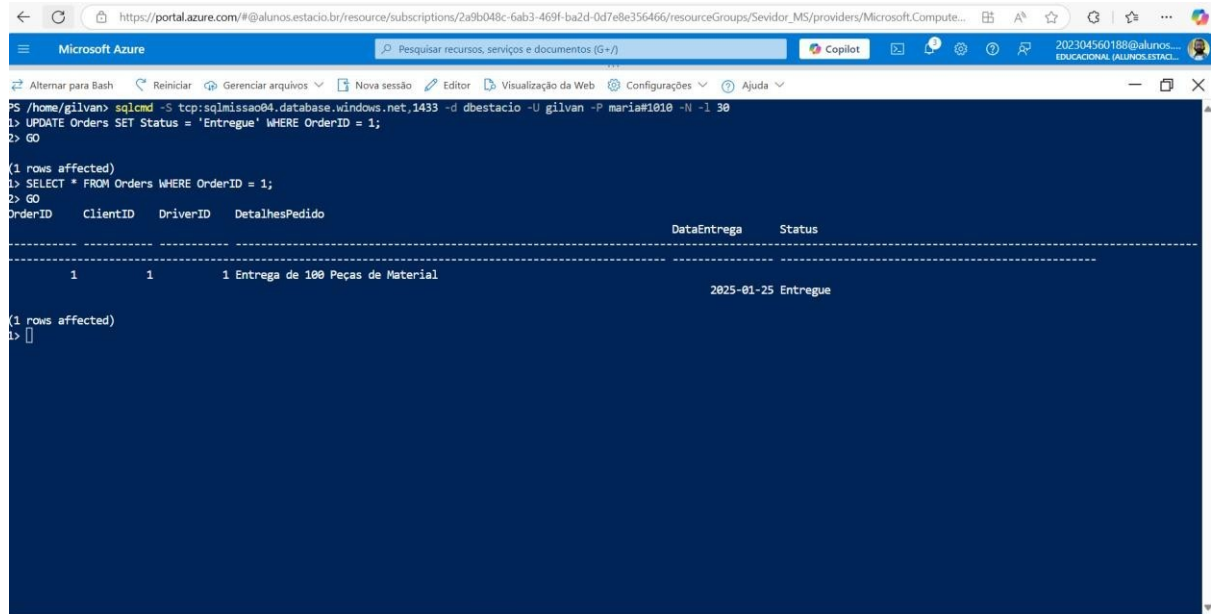 https://portal.azure.com/#@alunos.estacio.br/resource/subscriptions/2a9b048c-6ab3-469f-ba2d-0d7e8e356466/resourceGroups/Sevidor_MS/providers/Microsoft.Compute...
Microsoft Azure
Pesquisar recursos, serviços e documentos (G+/)
Copilot
3
202304560188@alunos....
EDUCACIONAL (ALUNOS.ESTACI...
Alternar para Bash Reiniciar Gerenciar arquivos Nova sessão Editor Visualização da Web Configurações Ajuda
PS /home/gilvan> sqlcmd -S tcp:sqlmissao04.database.windows.net,1433 -d dbestacio -U gilvan -P maria#1010 -N -l 30
1> UPDATE Orders SET Status = 'Entregue' WHERE OrderID = 1;
2> GO
(1 rows affected)
1> SELECT * FROM Orders WHERE OrderID = 1;
2> GO
OrderID ClientID DriverID DetalhesPedido
DataEntrega Status
1 1 1 Entrega de 100 Peças de Material
2025-01-25 Entregue
(1 rows affected)
1>